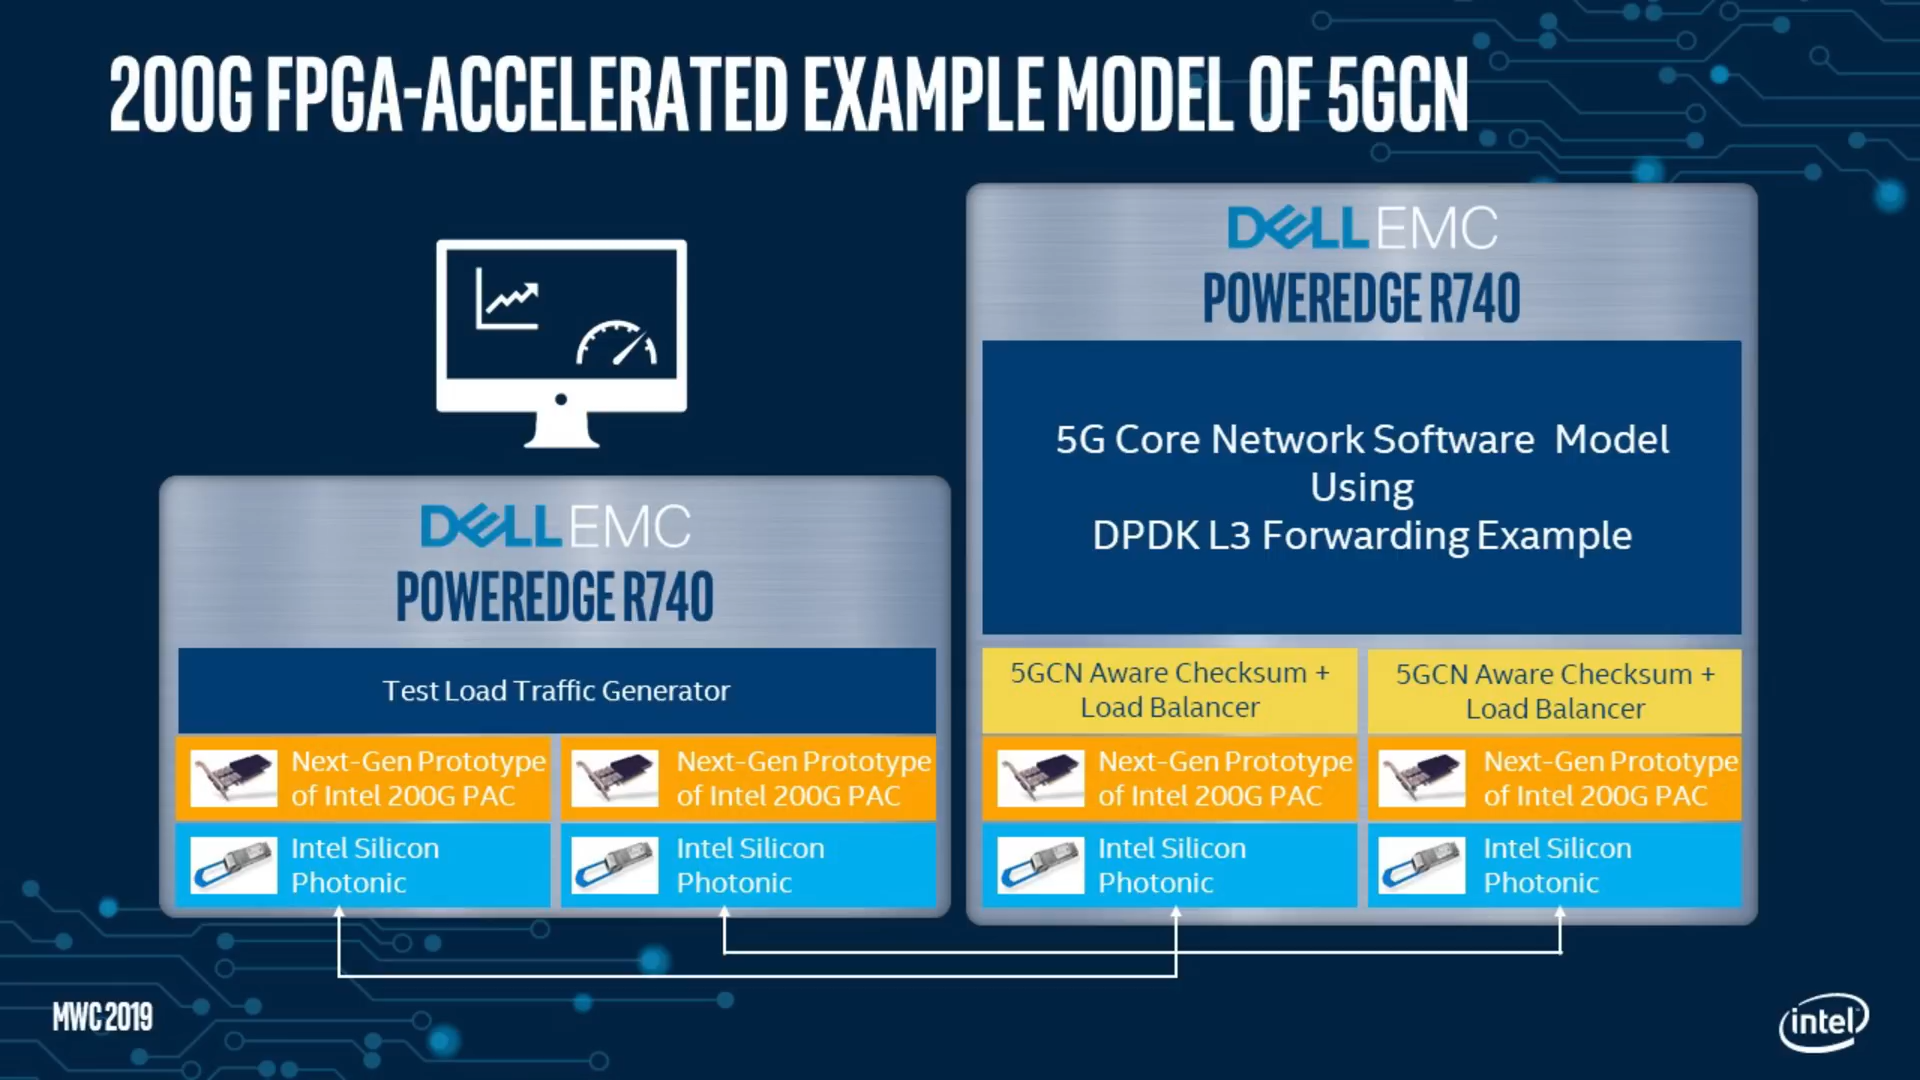 200G FPGA-ACCELERATED EXAMPLE MODEL OF 5GCN
DELL EMC
POWEREDGE R740
5G Core Network Software Model
Using
DPDK L3 Forwarding Example
5GCN Aware Checksum +
Load Balancer
5GCN Aware Checksum +
Load Balancer
Next-Gen Prototype
of Intel 200G PAC
Next-Gen Prototype
of Intel 200G PAC
Intel Silicon
Photonic
Intel Silicon
Photonic
DELL EMC
POWEREDGE R740
Test Load Traffic Generator
Next-Gen Prototype
of Intel 200G PAC
Next-Gen Prototype
of Intel 200G PAC
Intel Silicon
Photonic
Intel Silicon
Photonic
MWC 2019
intel